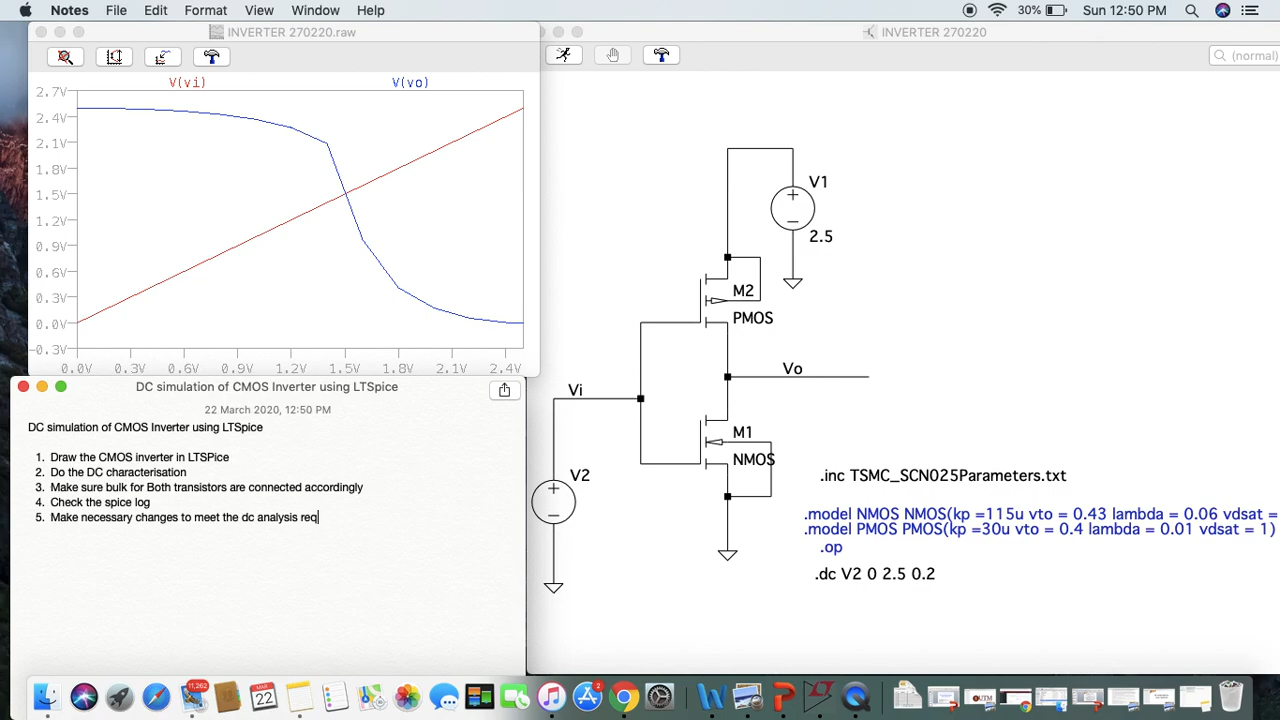 Notes File Edit Format View Window Help
30% Sun 12:50 PM
INVERTER 270220.raw
INVERTER 270220
(normal)
V(vi) V(vo)
2.7V
2.4V
2.1V
1.8V
1.5V
1.2V
0.9V
0.6V
0.3V
0.0V
-0.3V
0.0V 0.3V 0.6V 0.9V 1.2V 1.5V 1.8V 2.1V 2.4V
V1
2.5
M2
PMOS
Vo
Vi
M1
NMOS
V2
.inc TSMC_SCN025Parameters.txt
.model NMOS NMOS(kp =115u vto = 0.43 lambda = 0.06 vdsat =
.model PMOS PMOS(kp =30u vto = 0.4 lambda = 0.01 vdsat = 1)
.op
.dc V2 0 2.5 0.2
DC simulation of CMOS Inverter using LTSpice
22 March 2020, 12:50 PM
DC simulation of CMOS Inverter using LTSpice
1. Draw the CMOS inverter in LTSPice
2. Do the DC characterisation
3. Make sure bulk for Both transistors are connected accordingly
4. Check the spice log
5. Make necessary changes to meet the dc analysis req
11,262
MAR
22
2